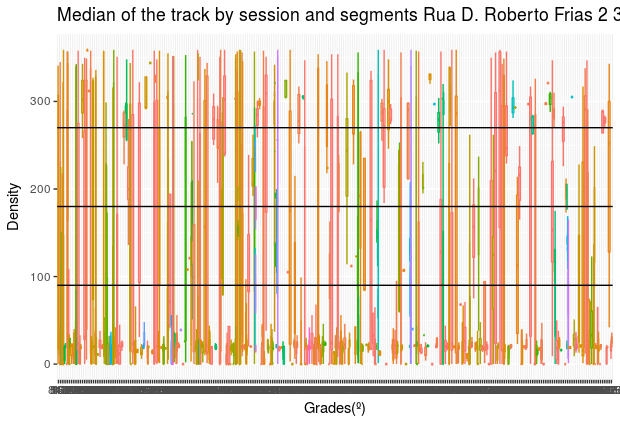 Median of the track by session and segments Rua D. Roberto Frias 2 3
300
200
100
0
Density
Grades(º)